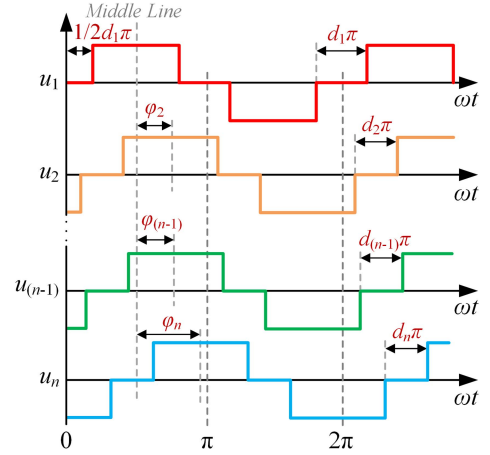 Middle Line
1/2d₁π
d₁π
u₁
ωt
φ₂
d₂π
u₂
ωt
φ₍ₙ₋₁₎
d₍ₙ₋₁₎π
u₍ₙ₋₁₎
ωt
φₙ
dₙπ
uₙ
ωt
0
π
2π